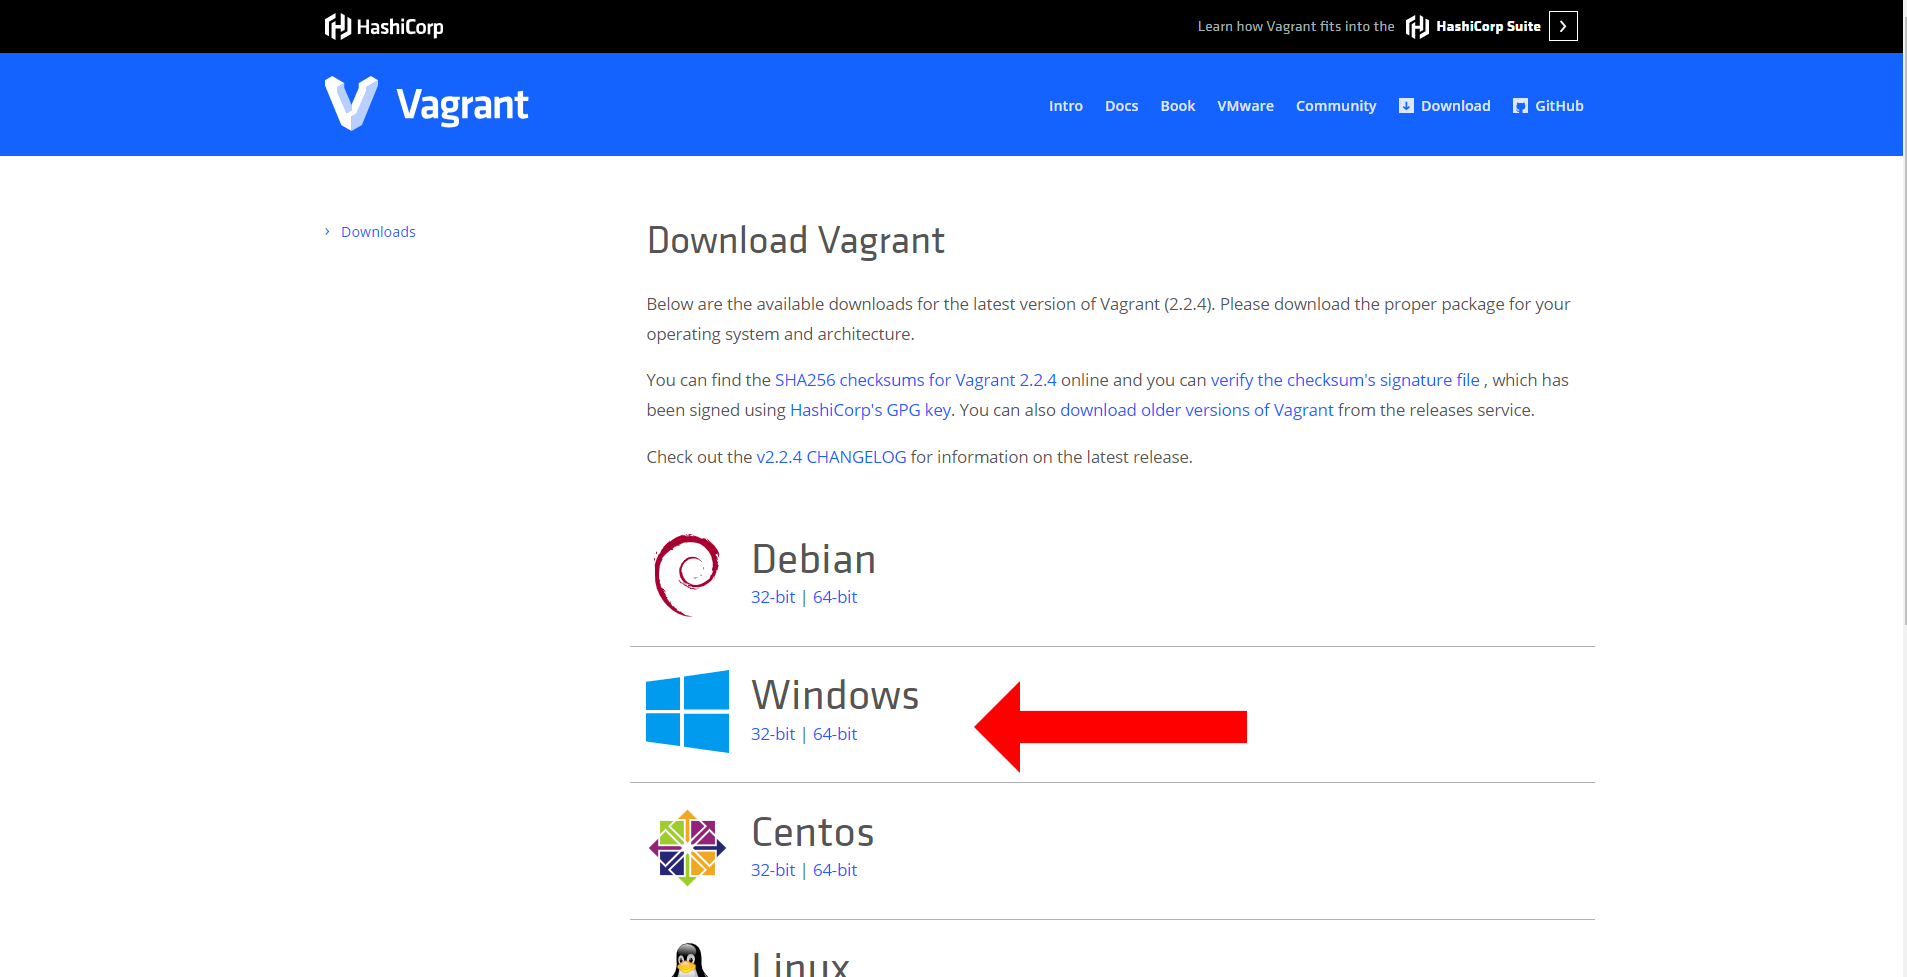 HashiCorp
Learn how Vagrant fits into the HashiCorp Suite
Vagrant
Intro Docs Book VMware Community Download GitHub
Downloads
Download Vagrant
Below are the available downloads for the latest version of Vagrant (2.2.4). Please download the proper package for your
operating system and architecture.
You can find the SHA256 checksums for Vagrant 2.2.4 online and you can verify the checksum's signature file , which has
been signed using HashiCorp's GPG key. You can also download older versions of Vagrant from the releases service.
Check out the v2.2.4 CHANGELOG for information on the latest release.
Debian
32-bit | 64-bit
Windows
32-bit | 64-bit
Centos
32-bit | 64-bit
Linux